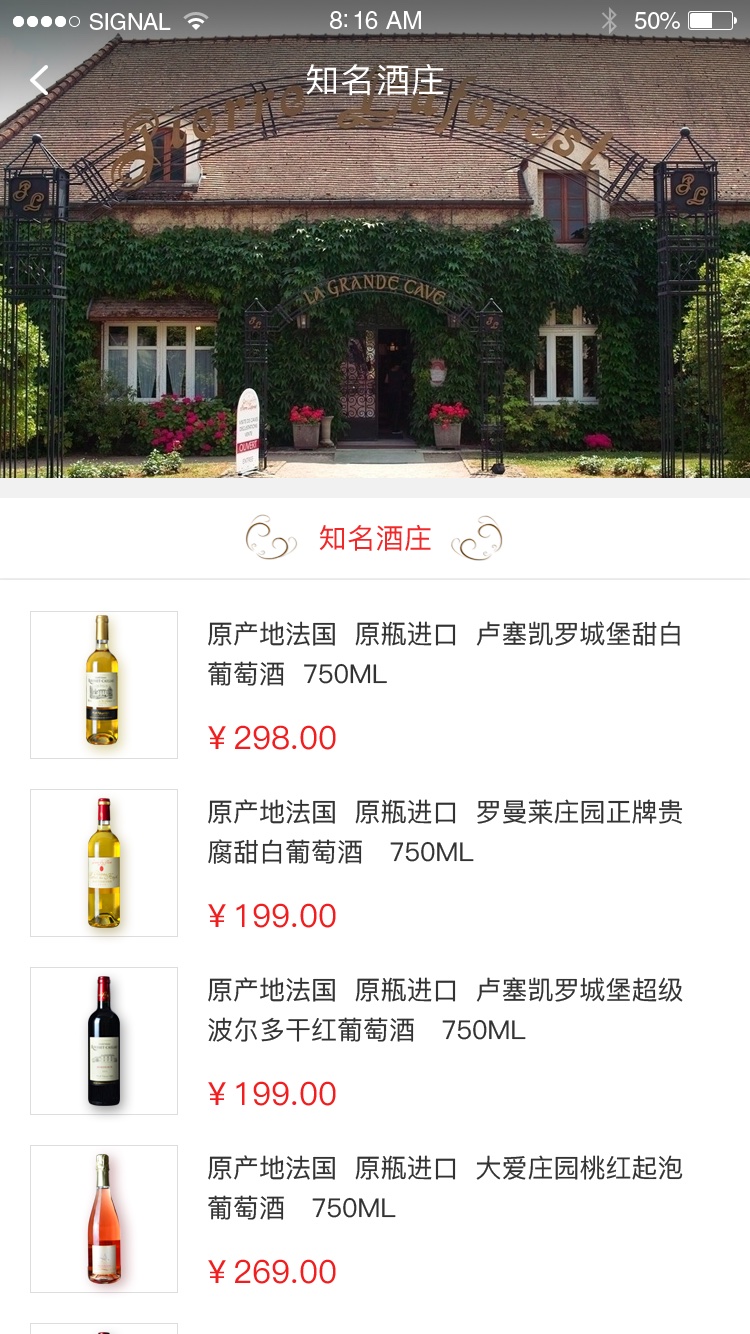 SIGNAL 8:16 AM 50%
知名酒庄
Pierre Laforest
PL PL
LA GRANDE CAVE
OUVERT
知名酒庄
原产地法国 原瓶进口 卢塞凯罗城堡甜白
葡萄酒 750ML
¥ 298.00
原产地法国 原瓶进口 罗曼莱庄园正牌贵
腐甜白葡萄酒 750ML
¥ 199.00
原产地法国 原瓶进口 卢塞凯罗城堡超级
波尔多干红葡萄酒 750ML
¥ 199.00
原产地法国 原瓶进口 大爱庄园桃红起泡
葡萄酒 750ML
¥ 269.00